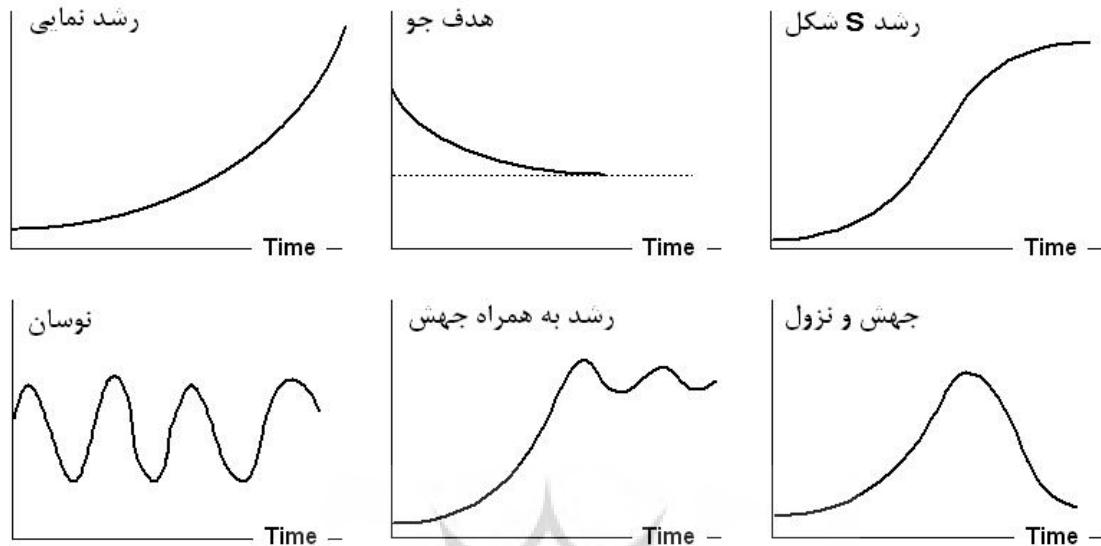 رشد نمایی
هدف جو
رشد S شکل
Time
Time
Time
نوسان
رشد به همراه جهش
جهش و نزول
Time
Time
Time